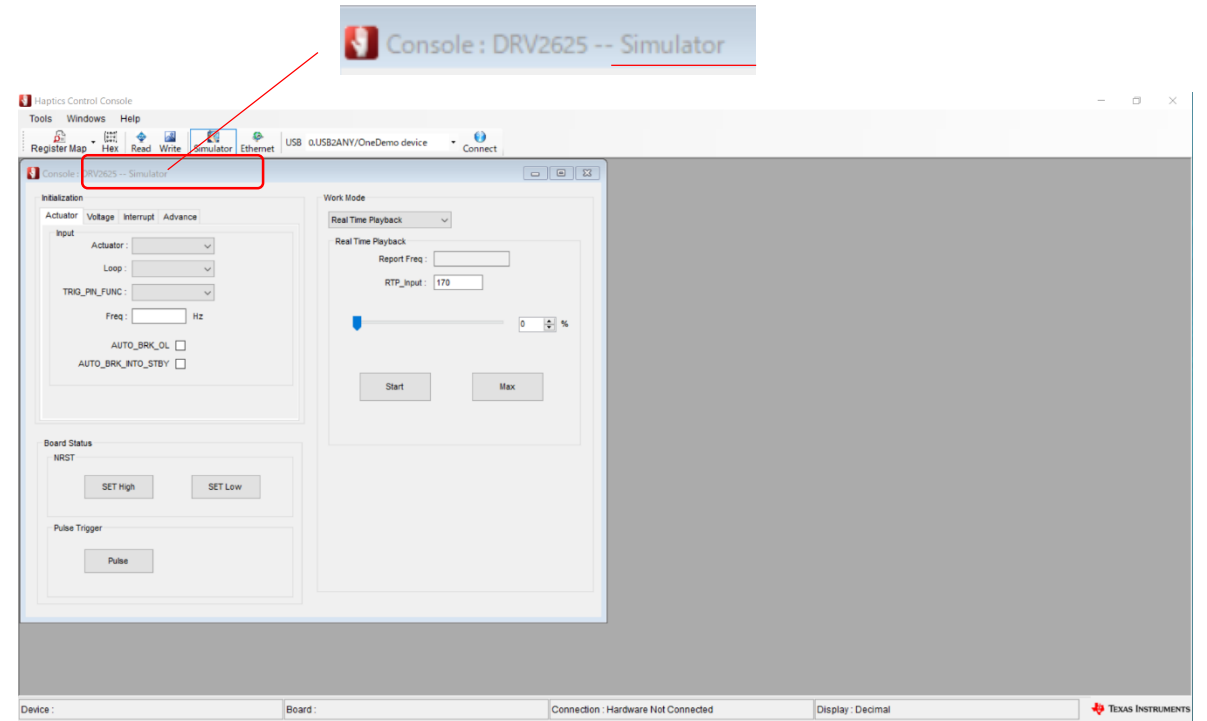 Console : DRV2625 -- Simulator
Haptics Control Console
Tools Windows Help
Register Map Hex Read Write Simulator Ethernet USB 0.USB2ANY/OneDemo device Connect
Console : DRV2625 -- Simulator
Initialization
Actuator Voltage Interrupt Advance
Input
Actuator :
Loop :
TRIG_PIN_FUNC :
Freq : Hz
AUTO_BRK_OL
AUTO_BRK_INTO_STBY
Board Status
NRST
SET High SET Low
Pulse Trigger
Pulse
Work Mode
Real Time Playback
Real Time Playback
Report Freq :
RTP_Input : 170
0 %
Start Max
Device : Board : Connection : Hardware Not Connected Display : Decimal TEXAS INSTRUMENTS